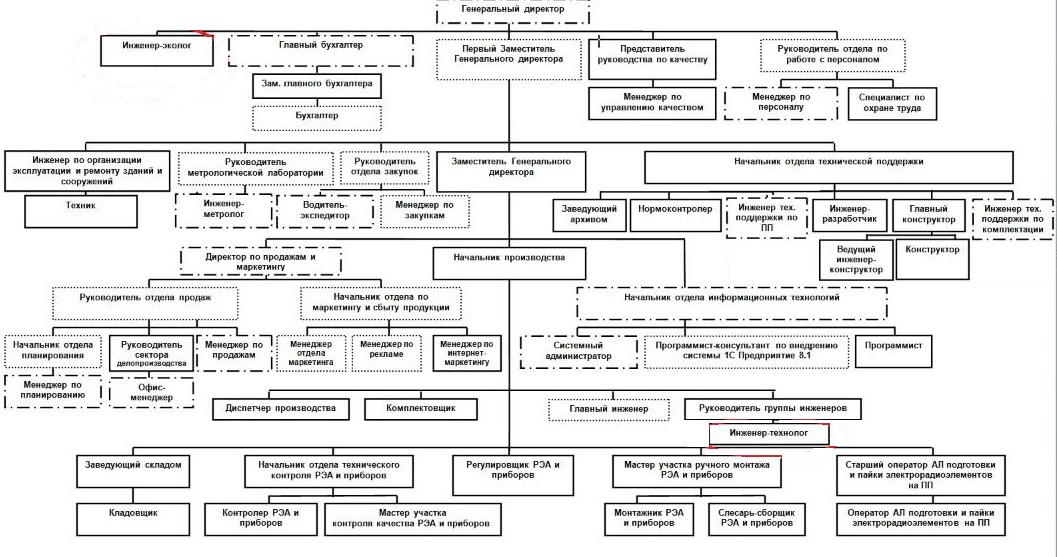 Генеральный директор
Инженер-эколог
Главный бухгалтер
Первый Заместитель
Генерального директора
Представитель
руководства по качеству
Руководитель отдела по
работе с персоналом
Зам. главного бухгалтера
Бухгалтер
Менеджер по
управлению качеством
Менеджер по
персоналу
Специалист по
охране труда
Инженер по организации
эксплуатации и ремонту зданий и
сооружений
Руководитель
метрологической лаборатории
Руководитель
отдела закупок
Заместитель Генерального
директора
Начальник отдела технической поддержки
Техник
Инженер-
метролог
Водитель-
экспедитор
Менеджер по
закупкам
Заведующий
архивом
Нормоконтролер
Инженер тех.
поддержки по
ПП
Инженер-
разработчик
Главный
конструктор
Инженер тех.
поддержки по
комплектации
Ведущий
инженер-
конструктор
Конструктор
Директор по продажам и
маркетингу
Начальник производства
Руководитель отдела продаж
Начальник отдела по
маркетингу и сбыту продукции
Начальник отдела информационных технологий
Начальник отдела
планирования
Руководитель
сектора
делопроизводства
Менеджер по
продажам
Менеджер
отдела
маркетинга
Менеджер по
рекламе
Менеджер по
интернет-
маркетингу
Системный
администратор
Программист-консультант по внедрению
системы 1С Предприятие 8.1
Программист
Менеджер по
планированию
Офис-
менеджер
Диспетчер производства
Комплектовщик
Главный инженер
Руководитель группы инженеров
Инженер-технолог
Заведующий складом
Начальник отдела технического
контроля РЭА и приборов
Регулировщик РЭА и
приборов
Мастер участка ручного монтажа
РЭА и приборов
Старший оператор АЛ подготовки
и пайки электрорадиоэлементов
на ПП
Кладовщик
Контролер РЭА и
приборов
Мастер участка
контроля качества РЭА и приборов
Монтажник РЭА
и приборов
Слесарь-сборщик
РЭА и приборов
Оператор АЛ подготовки и пайки
электрорадиоэлементов на ПП